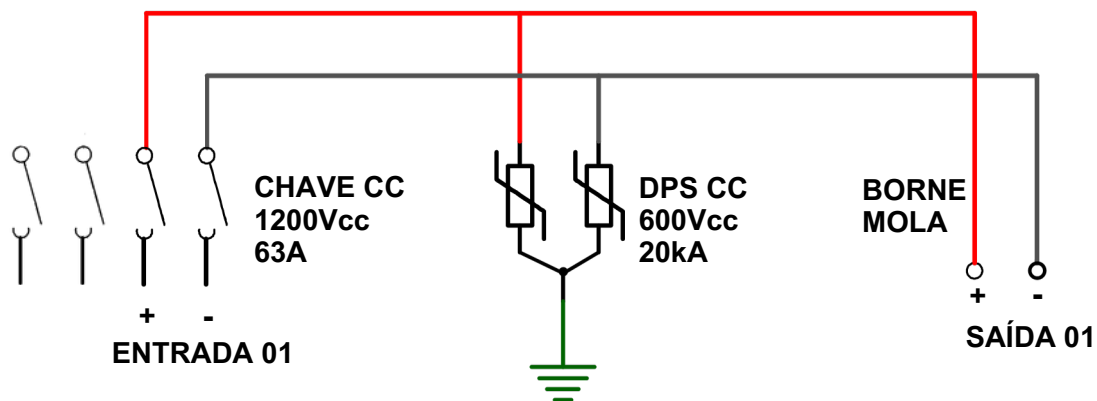 CHAVE CC
1200Vcc
63A
DPS CC
600Vcc
20kA
BORNE
MOLA
+ -
ENTRADA 01
+ -
SAÍDA 01